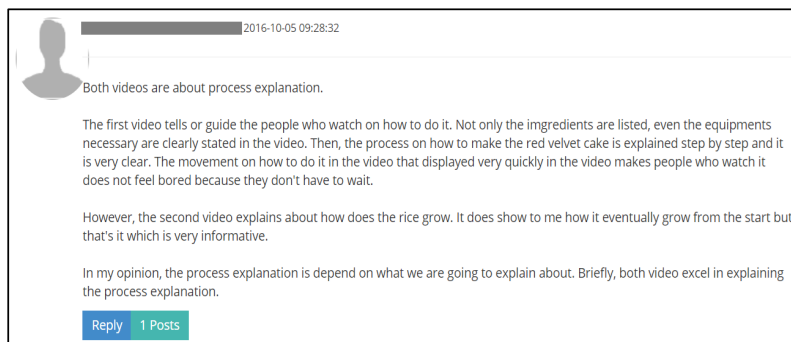 2016-10-05 09:28:32
Both videos are about process explanation.
The first video tells or guide the people who watch on how to do it. Not only the imgredients are listed, even the equipments
necessary are clearly stated in the video. Then, the process on how to make the red velvet cake is explained step by step and it
is very clear. The movement on how to do it in the video that displayed very quickly in the video makes people who watch it
does not feel bored because they don't have to wait.
However, the second video explains about how does the rice grow. It does show to me how it eventually grow from the start but
that's it which is very informative.
In my opinion, the process explanation is depend on what we are going to explain about. Briefly, both video excel in explaining
the process explanation.
Reply 1 Posts